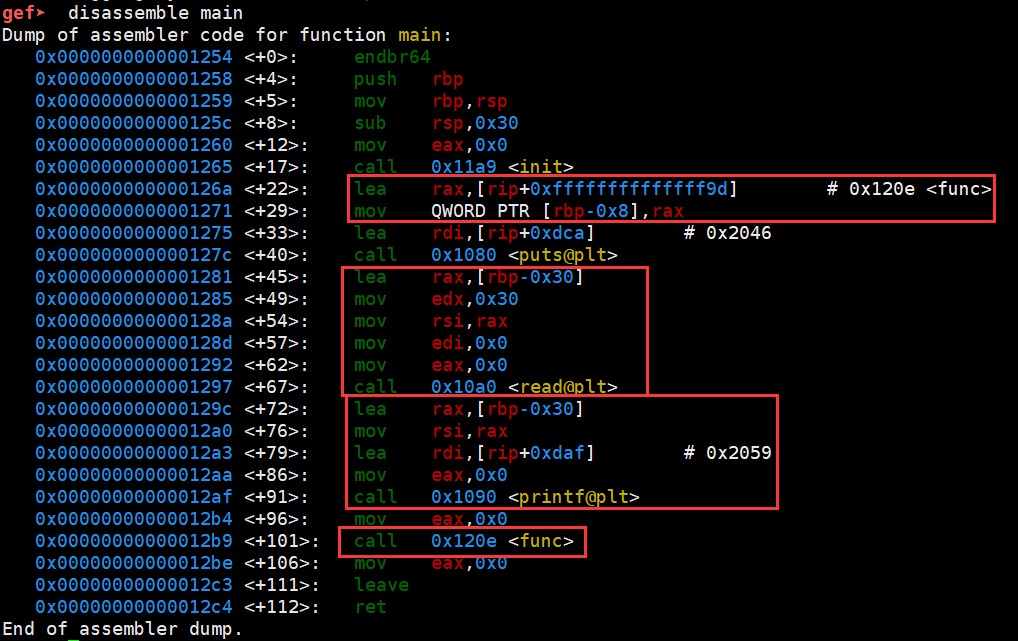 gef➤  disassemble main
Dump of assembler code for function main:
   0x0000000000001254 <+0>:     endbr64
   0x0000000000001258 <+4>:     push   rbp
   0x0000000000001259 <+5>:     mov    rbp,rsp
   0x000000000000125c <+8>:     sub    rsp,0x30
   0x0000000000001260 <+12>:    mov    eax,0x0
   0x0000000000001265 <+17>:    call   0x11a9 <init>
   0x000000000000126a <+22>:    lea    rax,[rip+0xffffffffffffff9d]        # 0x120e <func>
   0x0000000000001271 <+29>:    mov    QWORD PTR [rbp-0x8],rax
   0x0000000000001275 <+33>:    lea    rdi,[rip+0xdca]        # 0x2046
   0x000000000000127c <+40>:    call   0x1080 <puts@plt>
   0x0000000000001281 <+45>:    lea    rax,[rbp-0x30]
   0x0000000000001285 <+49>:    mov    edx,0x30
   0x000000000000128a <+54>:    mov    rsi,rax
   0x000000000000128d <+57>:    mov    edi,0x0
   0x0000000000001292 <+62>:    mov    eax,0x0
   0x0000000000001297 <+67>:    call   0x10a0 <read@plt>
   0x000000000000129c <+72>:    lea    rax,[rbp-0x30]
   0x00000000000012a0 <+76>:    mov    rsi,rax
   0x00000000000012a3 <+79>:    lea    rdi,[rip+0xdaf]        # 0x2059
   0x00000000000012aa <+86>:    mov    eax,0x0
   0x00000000000012af <+91>:    call   0x1090 <printf@plt>
   0x00000000000012b4 <+96>:    mov    eax,0x0
   0x00000000000012b9 <+101>:   call   0x120e <func>
   0x00000000000012be <+106>:   mov    eax,0x0
   0x00000000000012c3 <+111>:   leave
   0x00000000000012c4 <+112>:   ret
End of assembler dump.